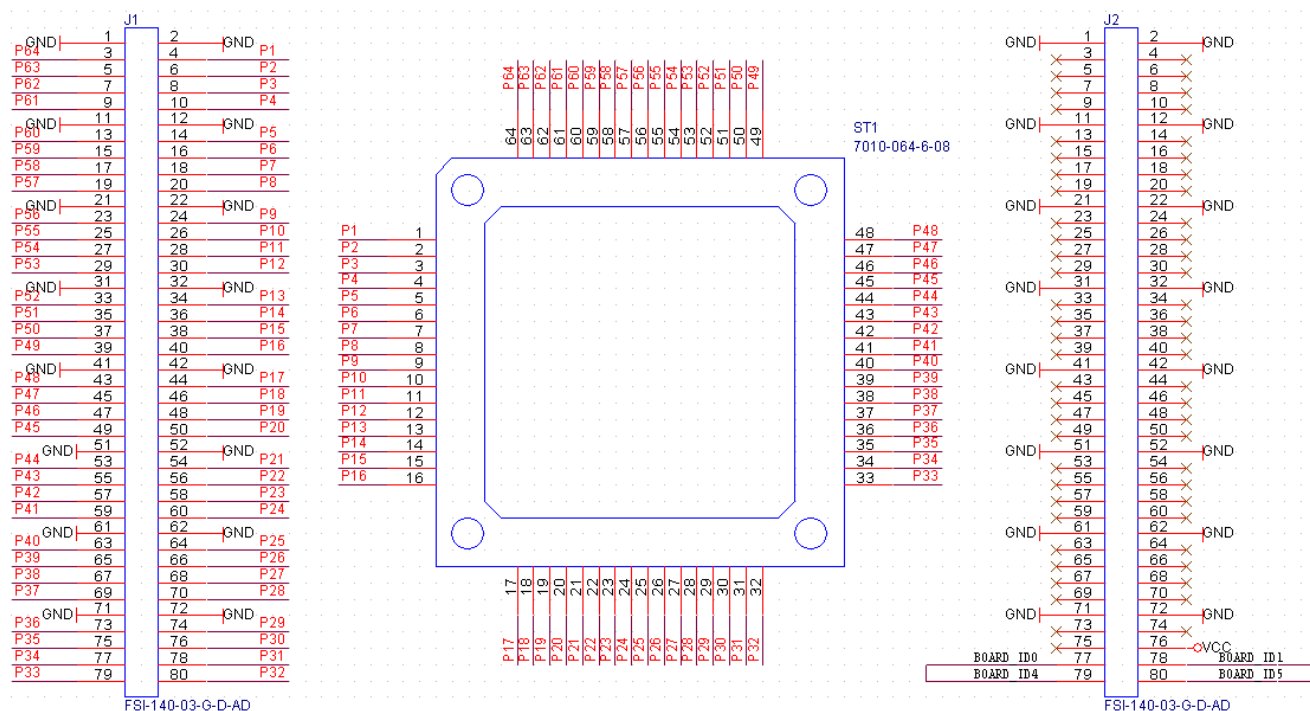 J1
GND 1 2 GND
P64 3 4 P1
P63 5 6 P2
P62 7 8 P3
P61 9 10 P4
GND 11 12 GND
P60 13 14 P5
P59 15 16 P6
P58 17 18 P7
P57 19 20 P8
GND 21 22 GND
P56 23 24 P9
P55 25 26 P10
P54 27 28 P11
P53 29 30 P12
GND 31 32 GND
P52 33 34 P13
P51 35 36 P14
P50 37 38 P15
P49 39 40 P16
GND 41 42 GND
P48 43 44 P17
P47 45 46 P18
P46 47 48 P19
P45 49 50 P20
GND 51 52 GND
P44 53 54 P21
P43 55 56 P22
P42 57 58 P23
P41 59 60 P24
GND 61 62 GND
P40 63 64 P25
P39 65 66 P26
P38 67 68 P27
P37 69 70 P28
GND 71 72 GND
P36 73 74 P29
P35 75 76 P30
P34 77 78 P31
P33 79 80 P32
FSI-140-03-G-D-AD
P64 P63 P62 P61 P60 P59 P58 P57 P56 P55 P54 P53 P52 P51 P50 P49
64 63 62 61 60 59 58 57 56 55 54 53 52 51 50 49
ST1
7010-064-6-08
P1 1 48 P48
P2 2 47 P47
P3 3 46 P46
P4 4 45 P45
P5 5 44 P44
P6 6 43 P43
P7 7 42 P42
P8 8 41 P41
P9 9 40 P40
P10 10 39 P39
P11 11 38 P38
P12 12 37 P37
P13 13 36 P36
P14 14 35 P35
P15 15 34 P34
P16 16 33 P33
17 18 19 20 21 22 23 24 25 26 27 28 29 30 31 32
P17 P18 P19 P20 P21 P22 P23 P24 P25 P26 P27 P28 P29 P30 P31 P32
J2
GND 1 2 GND
3 4
5 6
7 8
9 10
GND 11 12 GND
13 14
15 16
17 18
19 20
GND 21 22 GND
23 24
25 26
27 28
29 30
GND 31 32 GND
33 34
35 36
37 38
39 40
GND 41 42 GND
43 44
45 46
47 48
49 50
GND 51 52 GND
53 54
55 56
57 58
59 60
GND 61 62 GND
63 64
65 66
67 68
69 70
GND 71 72 GND
73 74
75 76 VCC
BOARD ID0 77 78 BOARD ID1
BOARD ID4 79 80 BOARD ID5
FSI-140-03-G-D-AD